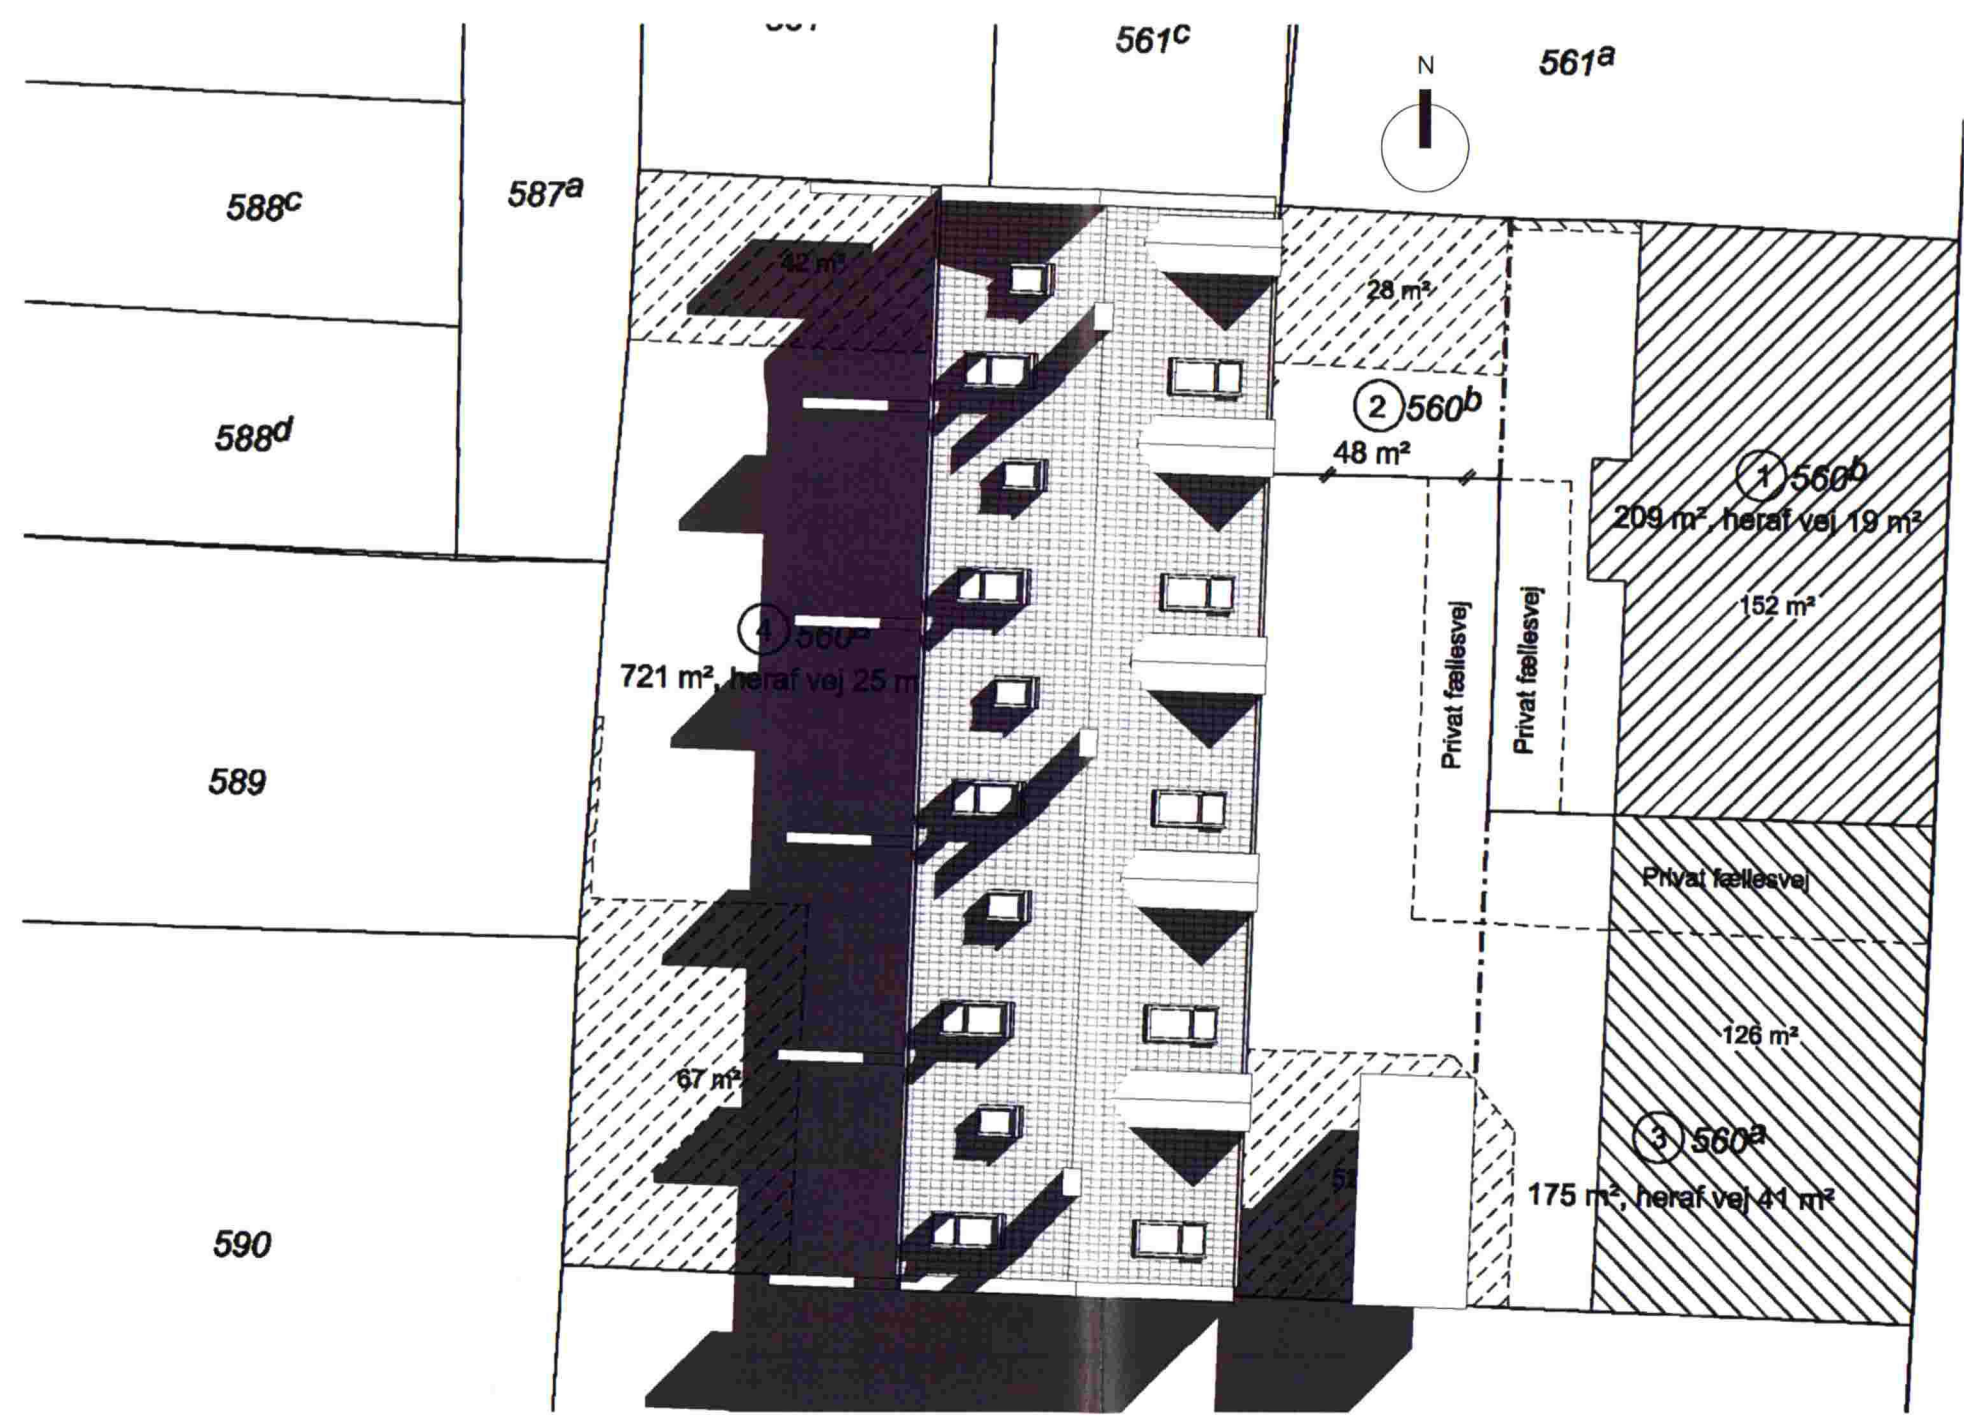 561c
561a
N
588c
587a
42 m²
28 m²
588d
2 560b
48 m²
1 560b
209 m², heraf vej 19 m²
152 m²
Privat fællesvej
Privat fællesvej
4 560a
721 m², heraf vej 25 m
589
Privat fællesvej
126 m²
67 m²
3 560a
175 m², heraf vej 41 m²
590